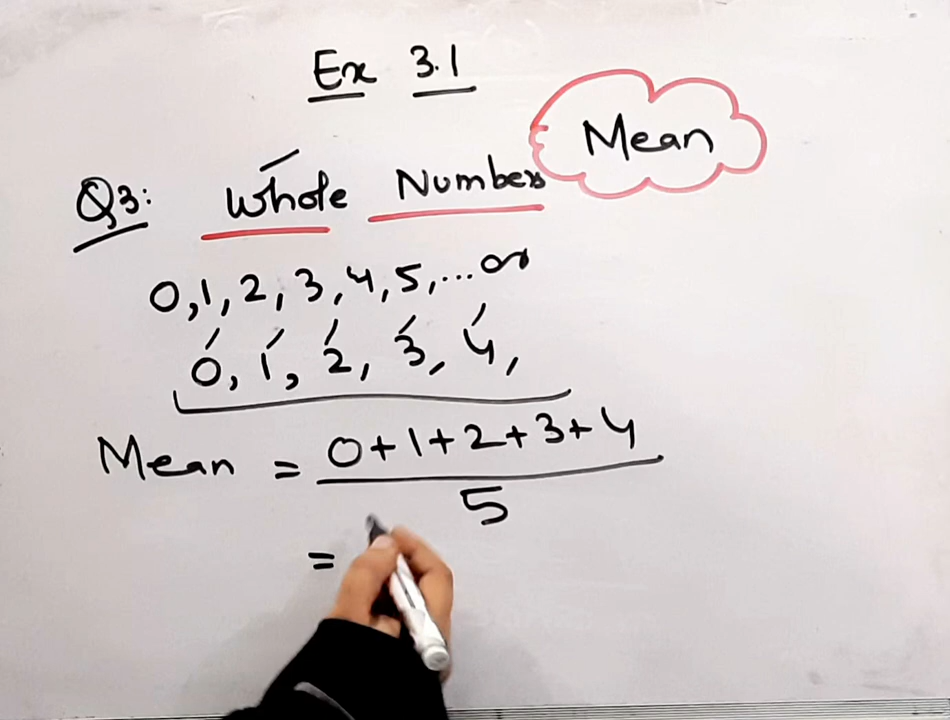 Ex 3.1
Mean
Q3: Whole Numbers
0,1,2,3,4,5,...∞
0, 1, 2, 3, 4,
Mean = 0+1+2+3+4
5
=